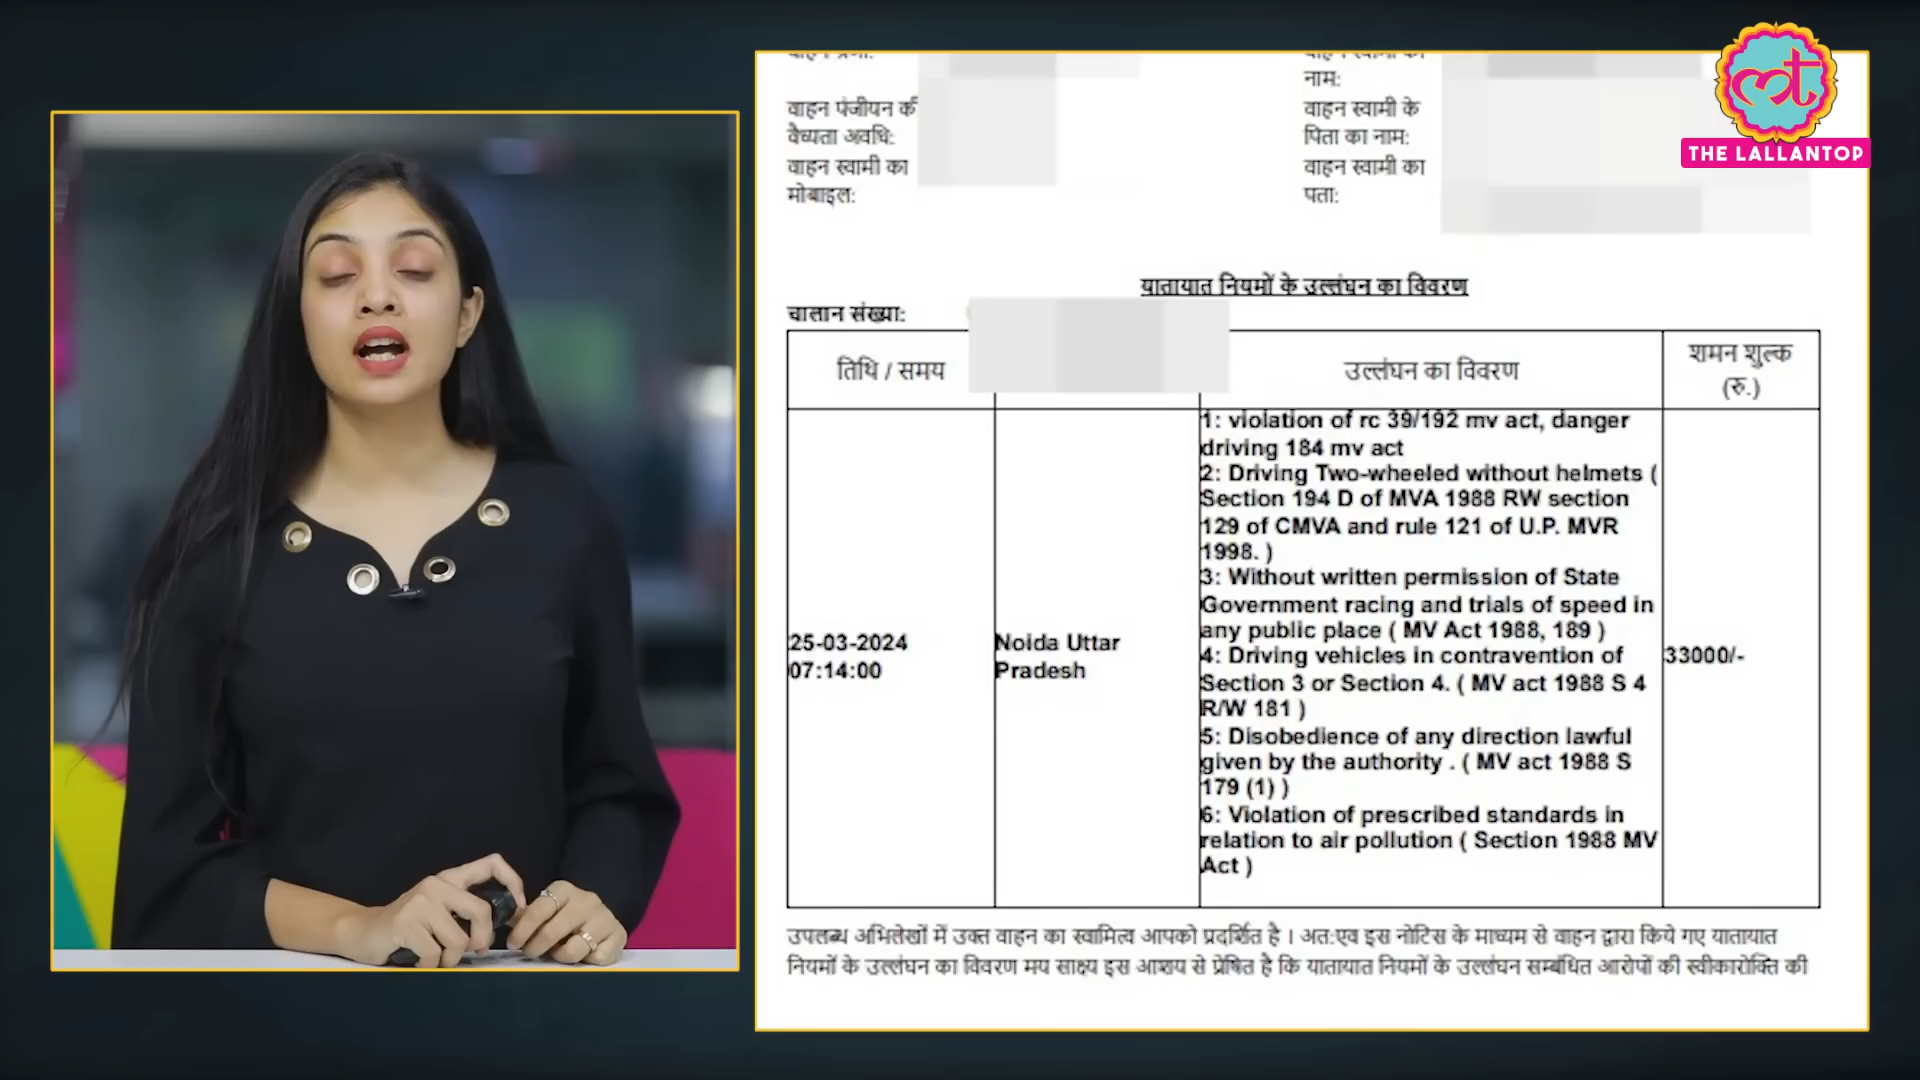 नाम:
वाहन पंजीयन की
वैध्यता अवधि:
वाहन स्वामी का
मोबाइल:
वाहन स्वामी के
पिता का नाम:
वाहन स्वामी का
पता:
THE LALLANTOP
यातायात नियमों के उल्लंघन का विवरण
चालान संख्या:
तिथि / समय
उल्लंघन का विवरण
शमन शुल्क
(रु.)
25-03-2024
07:14:00
Noida Uttar
Pradesh
1: violation of rc 39/192 mv act, danger
driving 184 mv act
2: Driving Two-wheeled without helmets (
Section 194 D of MVA 1988 RW section
129 of CMVA and rule 121 of U.P. MVR
1998. )
3: Without written permission of State
Government racing and trials of speed in
any public place ( MV Act 1988, 189 )
4: Driving vehicles in contravention of
Section 3 or Section 4. ( MV act 1988 S 4
R/W 181 )
5: Disobedience of any direction lawful
given by the authority . ( MV act 1988 S
179 (1) )
6: Violation of prescribed standards in
relation to air pollution ( Section 1988 MV
Act )
33000/-
उपलब्ध अभिलेखों में उक्त वाहन का स्वामित्व आपको प्रदर्शित है । अत:एव इस नोटिस के माध्यम से वाहन द्वारा किये गए यातायात
नियमों के उल्लंघन का विवरण मय साक्ष्य इस आशय से प्रेषित है कि यातायात नियमों के उल्लंघन सम्बंधित आरोपों की स्वीकारोक्ति की